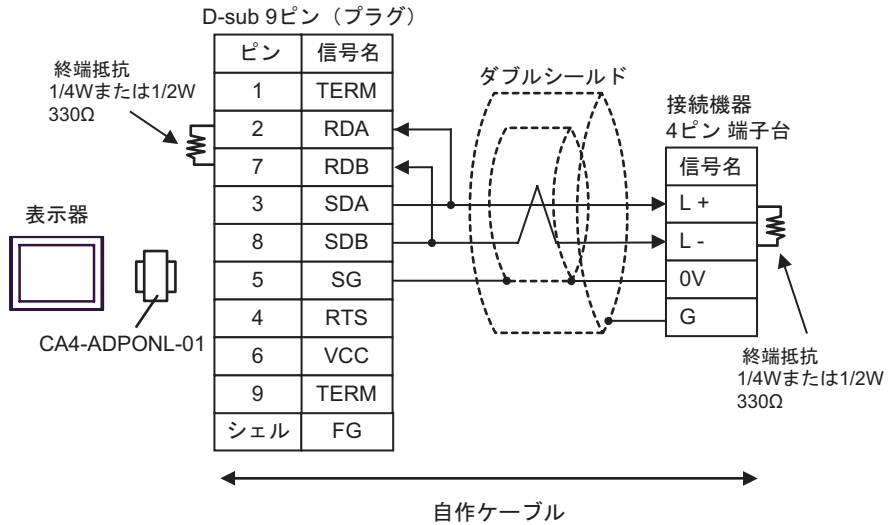 D-sub 9ピン（プラグ）
ピン 信号名
1 TERM
2 RDA
7 RDB
3 SDA
8 SDB
5 SG
4 RTS
6 VCC
9 TERM
シェル FG
終端抵抗
1/4Wまたは1/2W
330Ω
表示器
CA4-ADPONL-01
ダブルシールド
接続機器
4ピン 端子台
信号名
L +
L -
0V
G
終端抵抗
1/4Wまたは1/2W
330Ω
自作ケーブル